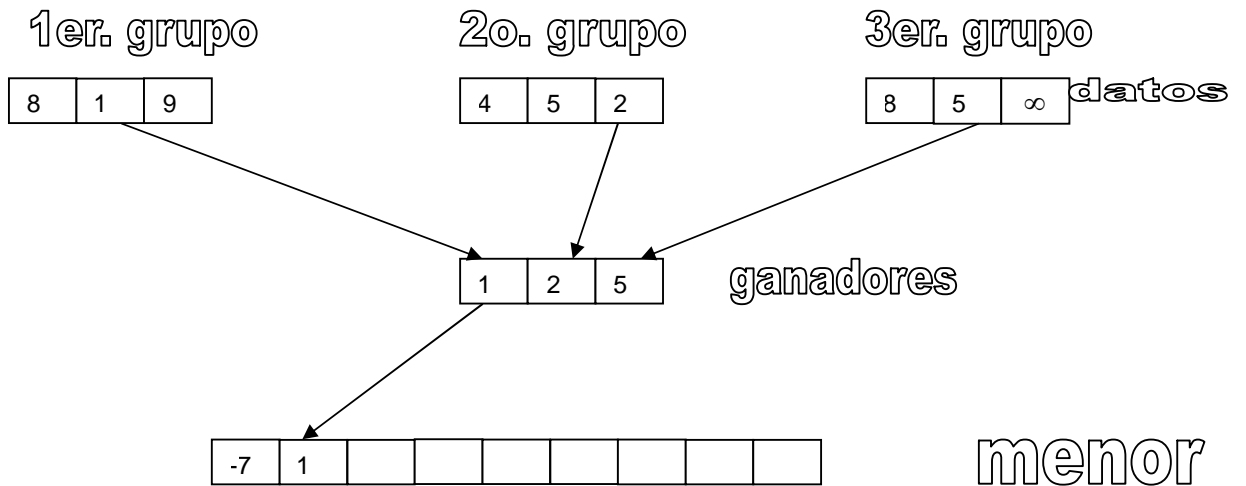 1er. grupo 2o. grupo 3er. grupo
8 1 9 4 5 2 8 5 ∞ datos
1 2 5 ganadores
-7 1 menor